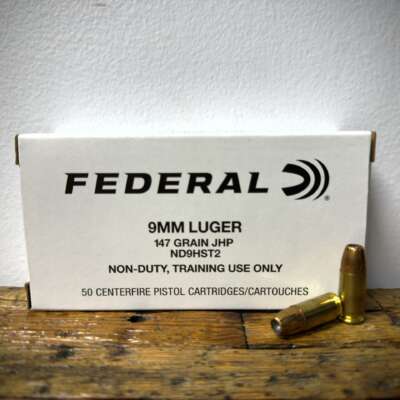 FEDERAL
9MM LUGER
147 GRAIN JHP
ND9HST2
NON-DUTY, TRAINING USE ONLY
50 CENTERFIRE PISTOL CARTRIDGES/CARTOUCHES